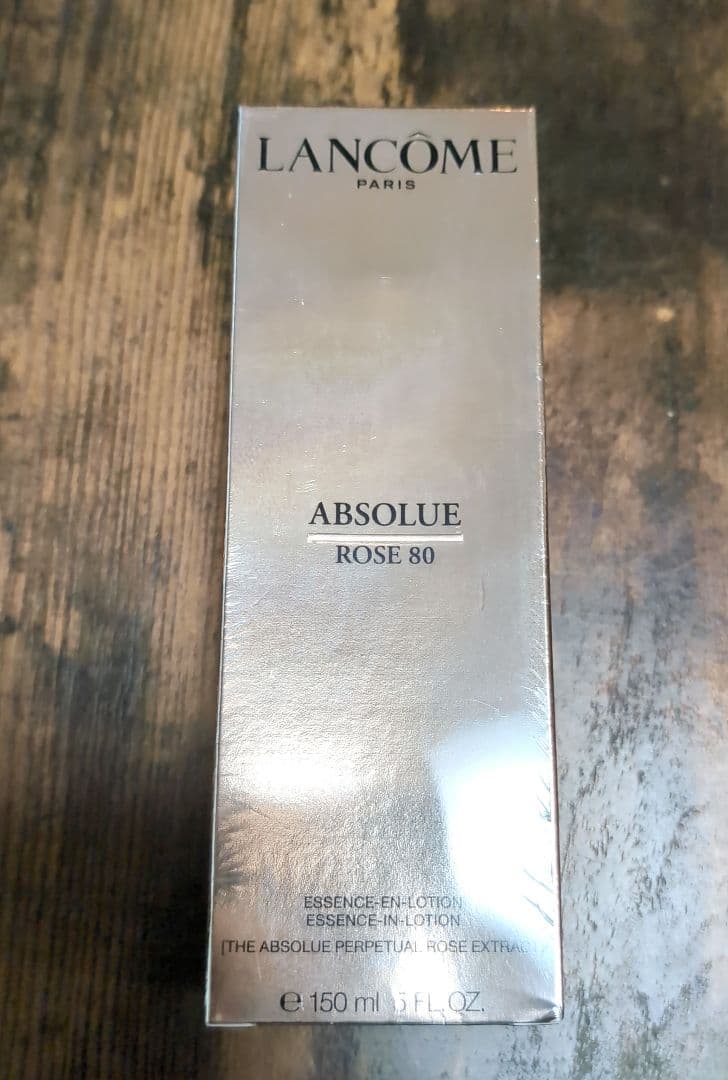 LANCÔME
PARIS
ABSOLUE
ROSE 80
ESSENCE-EN-LOTION
ESSENCE-IN-LOTION
[THE ABSOLUE PERPETUAL ROSE
e 150 ml 5 FL. OZ.